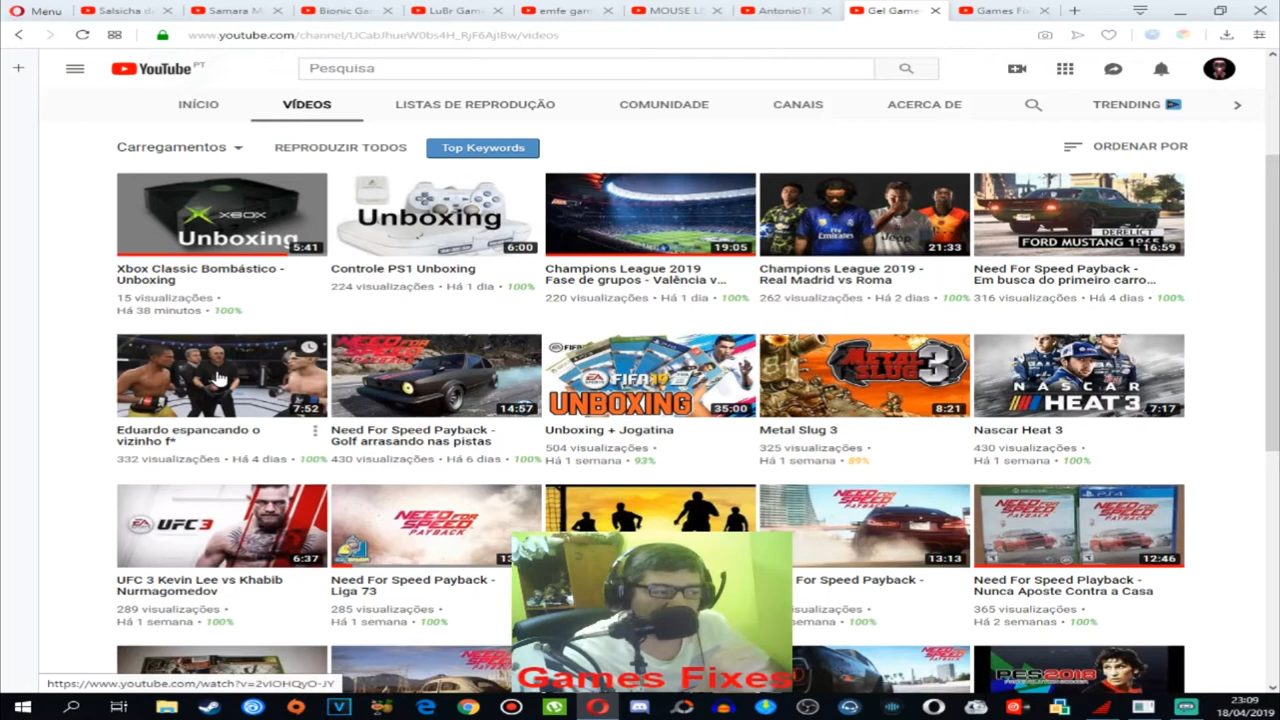 Menu
Salsicha d
Samara M
Bionic Ga
LuBr Gam
emfe gam
MOUSE LE
AntonioT
Gel Game
Games Fi
www.youtube.com/channel/UCabJhueW0bs4H_RjF6AjIBw/videos
YouTube PT
Pesquisa
INÍCIO
VÍDEOS
LISTAS DE REPRODUÇÃO
COMUNIDADE
CANAIS
ACERCA DE
TRENDING
Carregamentos
REPRODUZIR TODOS
Top Keywords
ORDENAR POR
XBOX
Unboxing
5:41
Unboxing
6:00
19:05
Emirates
Jeep
21:33
DERELICT
FORD MUSTANG 1965
16:59
Xbox Classic Bombástico -
Unboxing
15 visualizações •
Há 38 minutos • 100%
Controle PS1 Unboxing
224 visualizações • Há 1 dia • 100%
Champions League 2019
Fase de grupos - Valência v...
220 visualizações • Há 1 dia • 100%
Champions League 2019 -
Real Madrid vs Roma
262 visualizações • Há 2 dias • 100%
Need For Speed Payback -
Em busca do primeiro carro...
316 visualizações • Há 4 dias • 100%
7:52
NEED FOR SPEED
14:57
EA SPORTS
FIFA 19
UNBOXING
35:00
METAL SLUG 3
8:21
NASCAR
HEAT 3
7:17
Eduardo espancando o
vizinho f*
332 visualizações • Há 4 dias • 100%
Need For Speed Payback -
Golf arrasando nas pistas
430 visualizações • Há 6 dias • 100%
Unboxing + Jogatina
504 visualizações •
Há 1 semana • 93%
Metal Slug 3
325 visualizações •
Há 1 semana • 89%
Nascar Heat 3
430 visualizações •
Há 1 semana • 100%
UFC 3
6:37
NEED FOR SPEED
PAYBACK
NEED FOR SPEED
PAYBACK
13:13
PS4
12:46
UFC 3 Kevin Lee vs Khabib
Nurmagomedov
289 visualizações •
Há 1 semana • 100%
Need For Speed Payback -
Liga 73
285 visualizações •
Há 1 semana • 100%
For Speed Payback -
visualizações •
semana • 100%
Need For Speed Playback -
Nunca Aposte Contra a Casa
365 visualizações •
Há 2 semanas • 100%
PES2018
Games Fixes
https://www.youtube.com/watch?v=2vIOHQyO-JY
23:09
18/04/2019